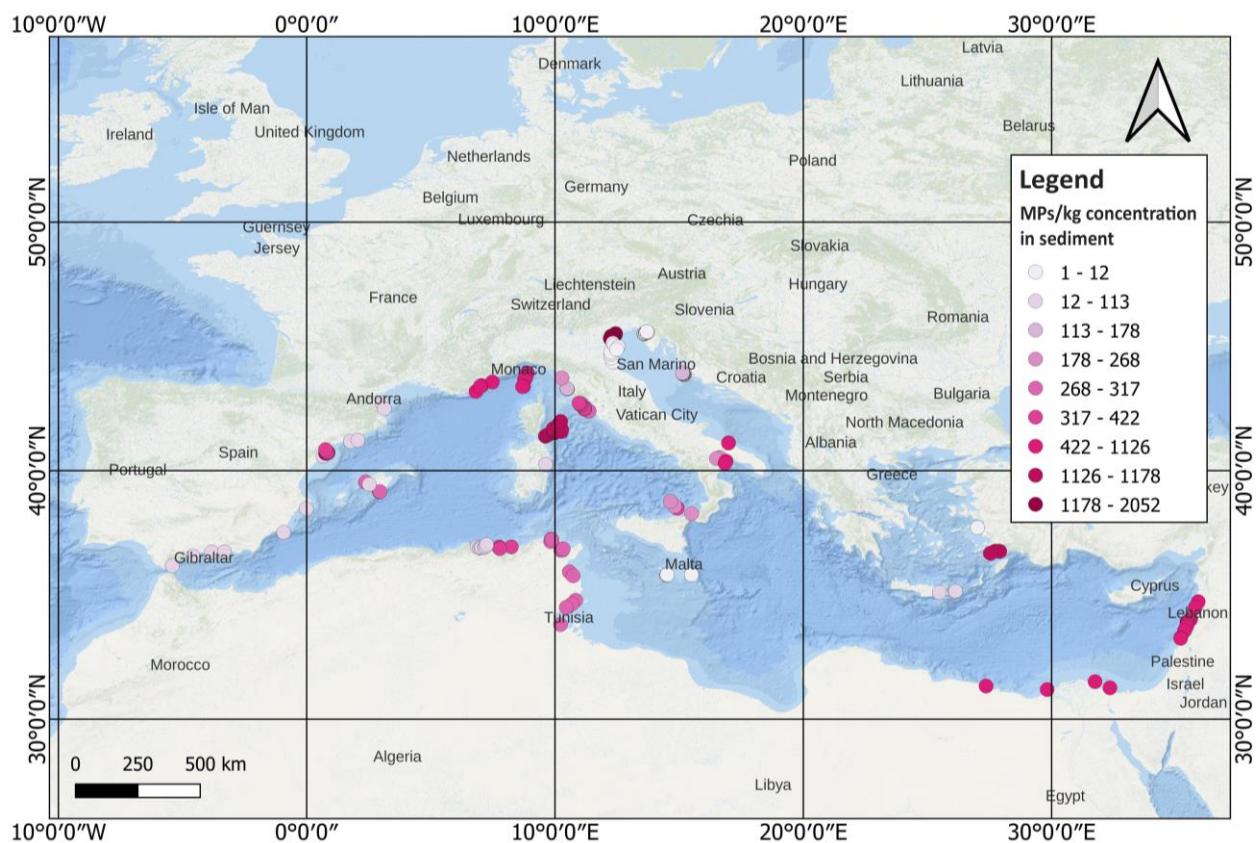 10°0′0″W 0°0′0″ 10°0′0″E 20°0′0″E 30°0′0″E
Latvia
Denmark
Lithuania
Isle of Man
Belarus
Ireland
United Kingdom
Netherlands
Poland
Germany
Belgium
Luxembourg
Czechia
50°0′0″N
50°0′0″N
Guernsey
Jersey
Slovakia
Austria
Liechtenstein
Hungary
France
Switzerland
Slovenia
Romania
San Marino
Bosnia and Herzegovina
Monaco
Croatia
Serbia
Andorra
Italy
Montenegro
Bulgaria
Vatican City
North Macedonia
Albania
Spain
Portugal
40°0′0″N
40°0′0″N
Greece
key
Gibraltar
Malta
Cyprus
Lebanon
Tunisia
Morocco
Palestine
Israel
Jordan
30°0′0″N
30°0′0″N
Algeria
Libya
Egypt
Legend
MPs/kg concentration
in sediment
1 - 12
12 - 113
113 - 178
178 - 268
268 - 317
317 - 422
422 - 1126
1126 - 1178
1178 - 2052
0 250 500 km
10°0′0″W 0°0′0″ 10°0′0″E 20°0′0″E 30°0′0″E